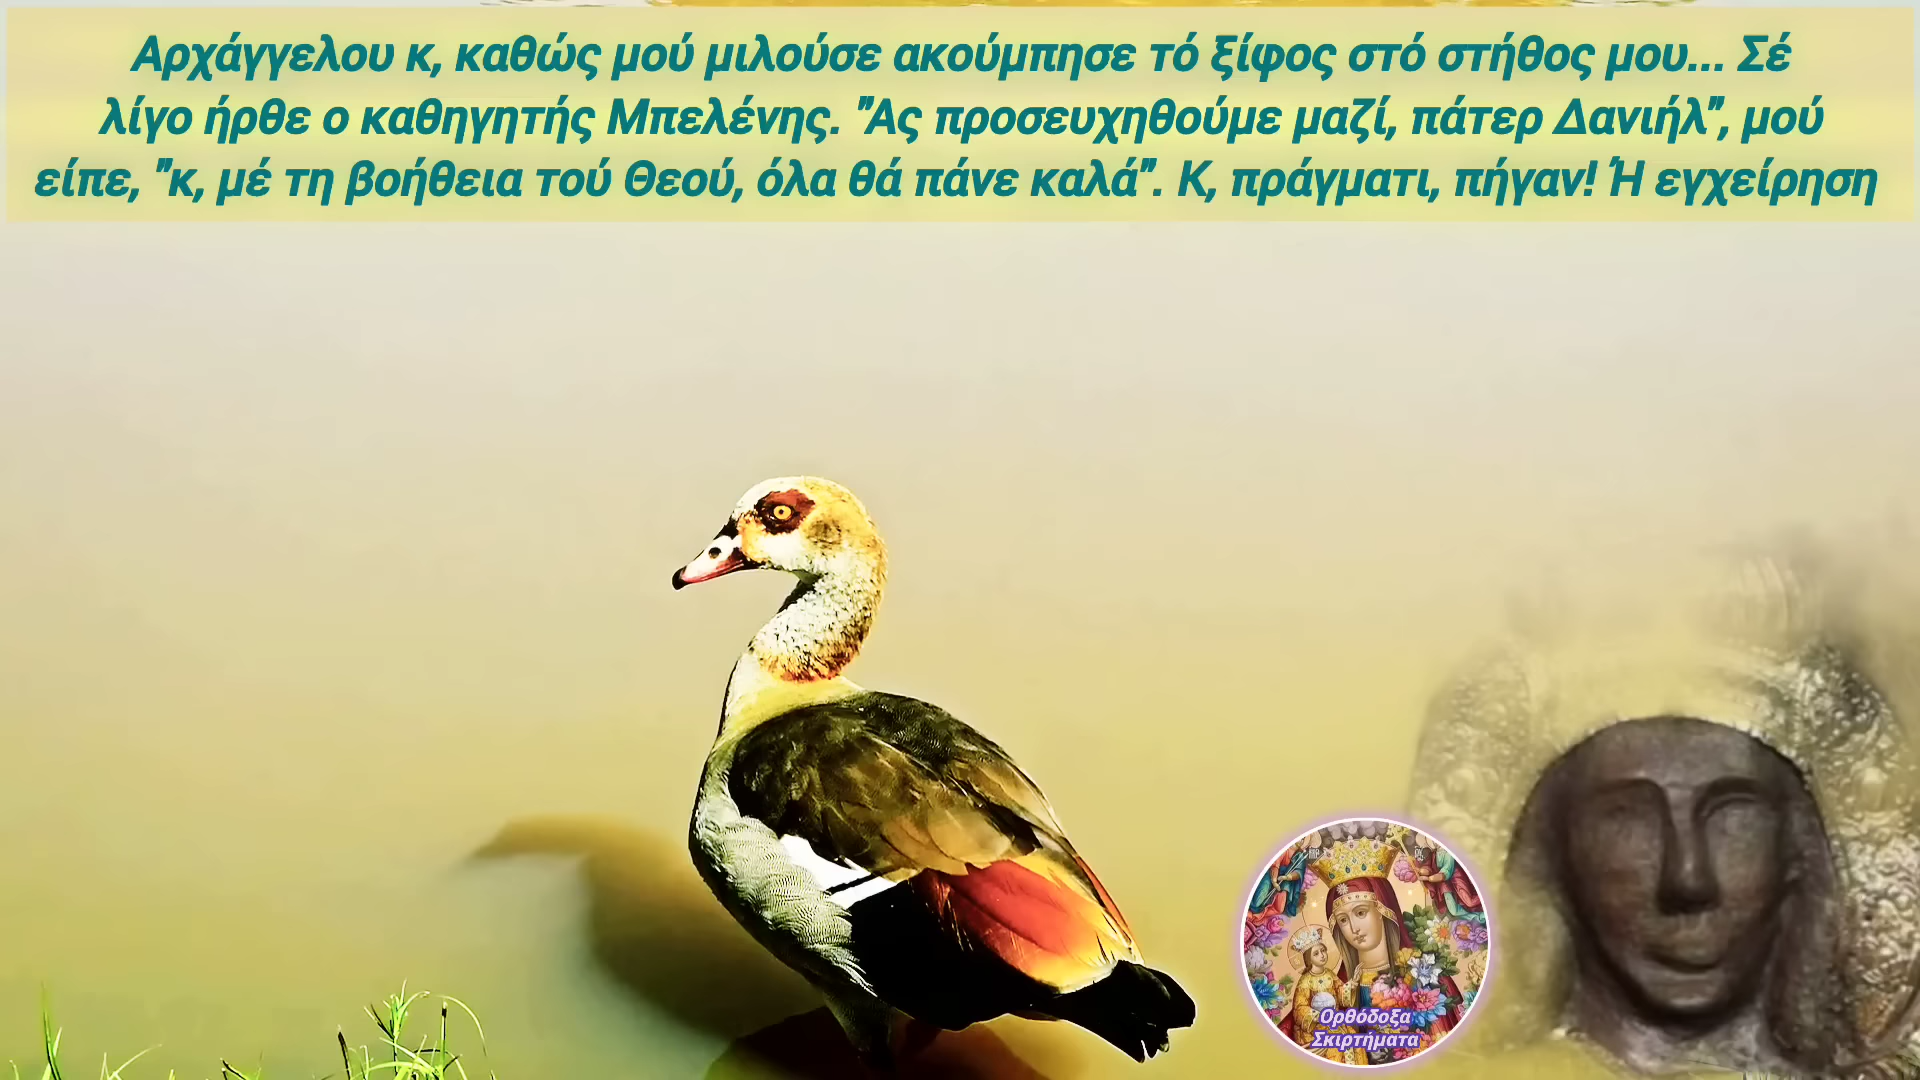 Αρχάγγελου κ, καθώς μού μιλούσε ακούμπησε τό ξίφος στό στήθος μου... Σέ
λίγο ήρθε ο καθηγητής Μπελένης. "Ας προσευχηθούμε μαζί, πάτερ Δανιήλ", μού
είπε, "κ, μέ τη βοήθεια τού Θεού, όλα θά πάνε καλά". Κ, πράγματι, πήγαν! Ή εγχείρηση
Ορθόδοξα
Σκιρτήματα